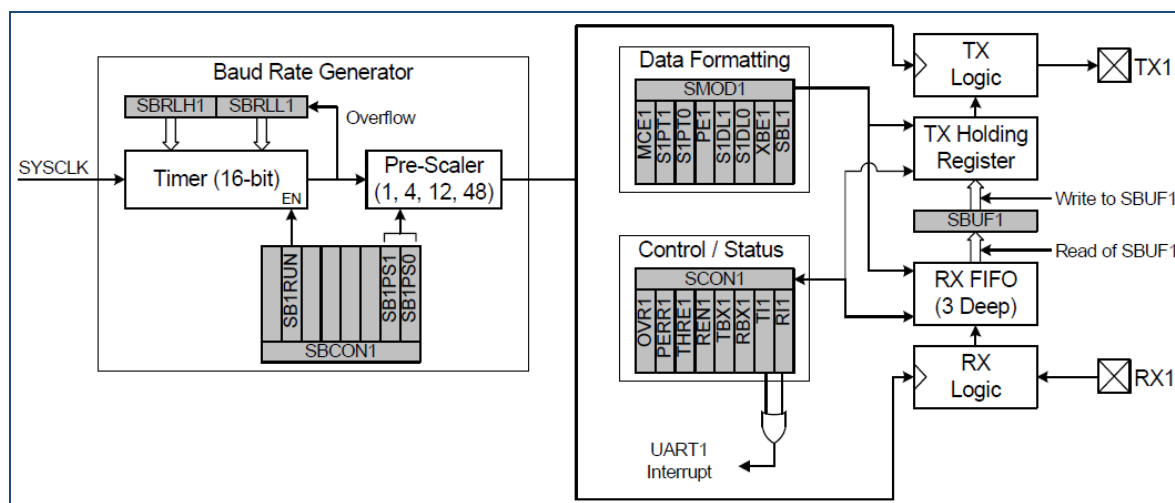 Baud Rate Generator
SBRLH1 SBRLL1
Overflow
SYSCLK
Timer (16-bit)
EN
Pre-Scaler
(1, 4, 12, 48)
SB1RUN
SB1PS1
SB1PS0
SBCON1
Data Formatting
SMOD1
MCE1
S1PT1
S1PT0
PE1
S1DL1
S1DL0
XBE1
SBL1
Control / Status
SCON1
OVR1
PERR1
THRE1
REN1
TBX1
RBX1
TI1
RI1
UART1
Interrupt
TX
Logic
TX1
TX Holding
Register
Write to SBUF1
SBUF1
Read of SBUF1
RX FIFO
(3 Deep)
RX
Logic
RX1